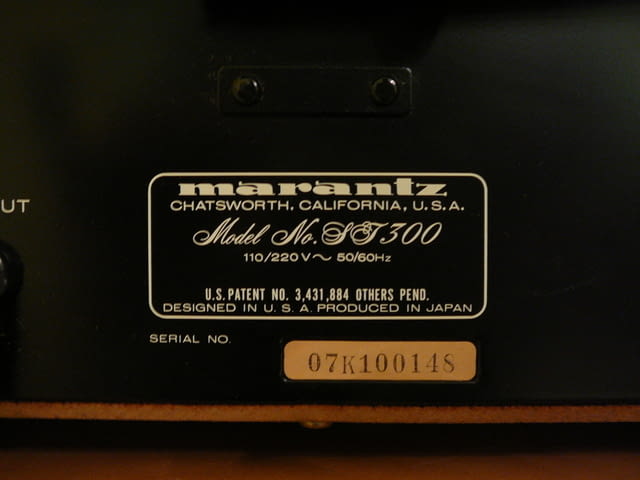 UT
marantz
CHATSWORTH, CALIFORNIA, U.S.A.
Model No. ST300
110/220V～ 50/60Hz
U.S. PATENT NO. 3,431,884 OTHERS PEND.
DESIGNED IN U.S.A. PRODUCED IN JAPAN
SERIAL NO.
07K100148